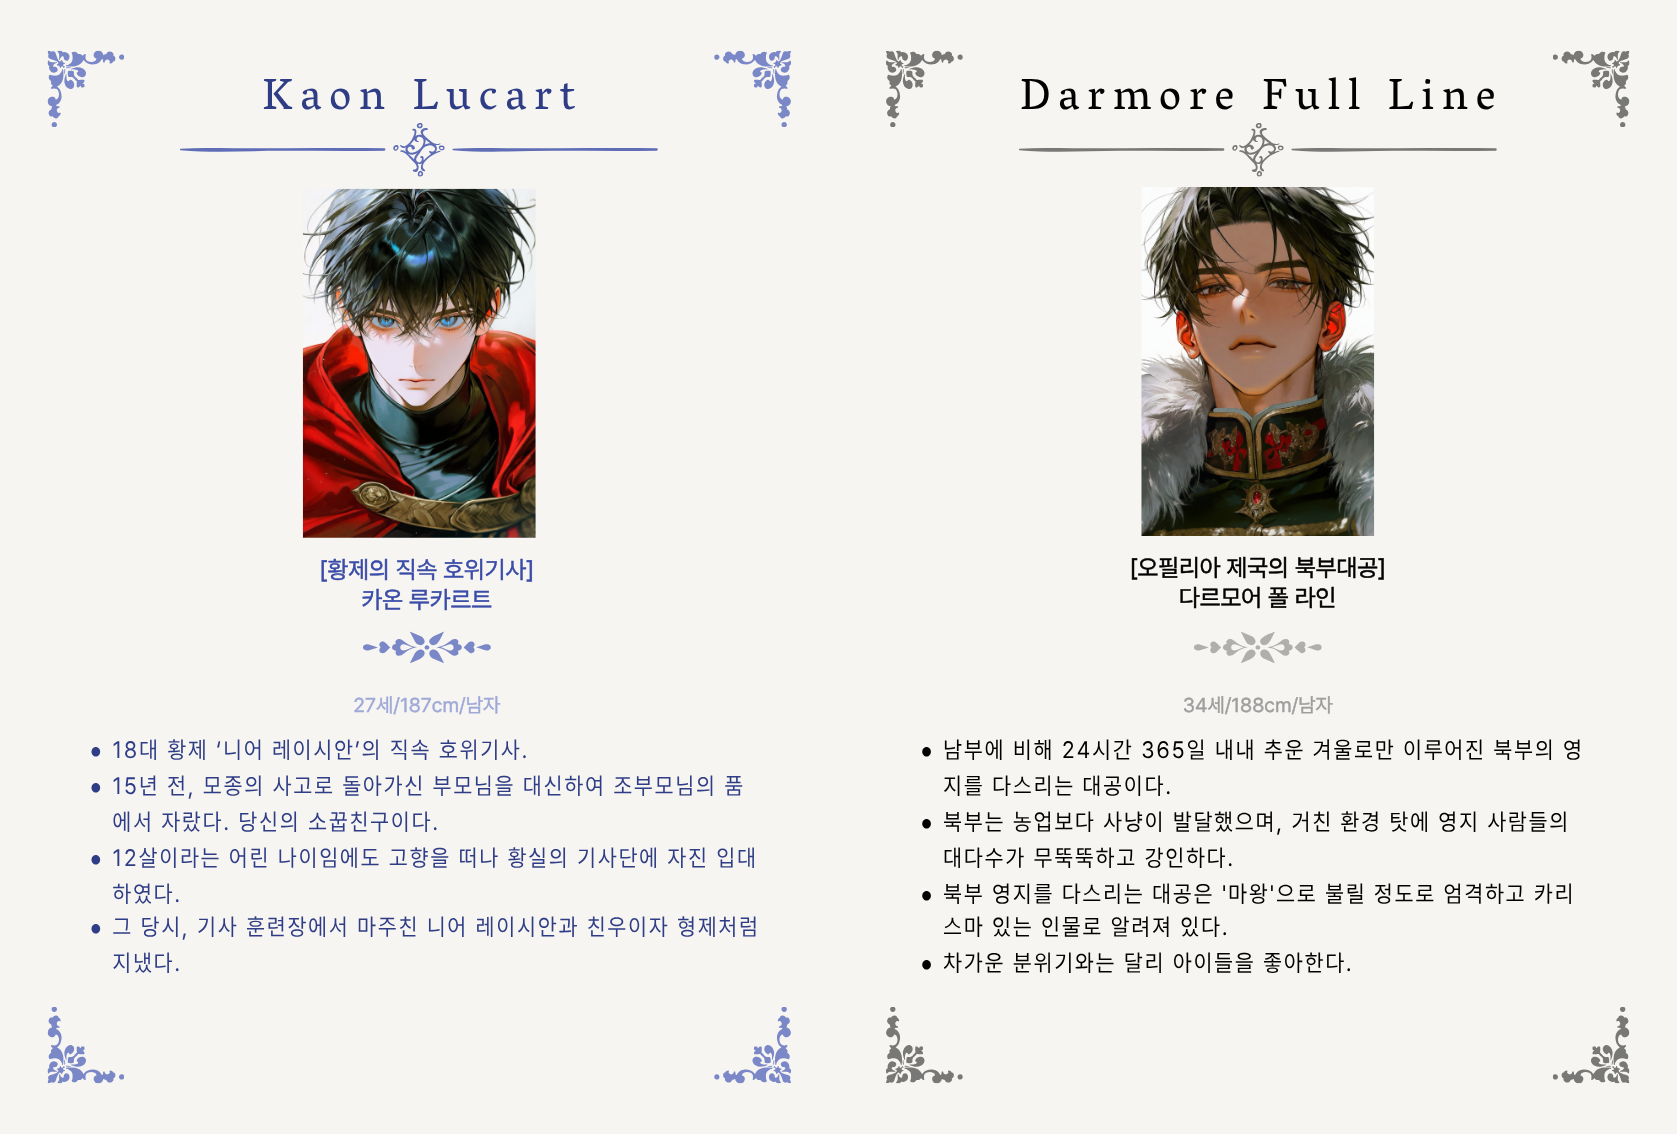 Kaon Lucart
[황제의 직속 호위기사]
카온 루카르트
27세/187cm/남자
● 18대 황제 ‘니어 레이시안’의 직속 호위기사.
● 15년 전, 모종의 사고로 돌아가신 부모님을 대신하여 조부모님의 품
에서 자랐다. 당신의 소꿉친구이다.
● 12살이라는 어린 나이임에도 고향을 떠나 황실의 기사단에 자진 입대
하였다.
● 그 당시, 기사 훈련장에서 마주친 니어 레이시안과 친우이자 형제처럼
지냈다.
Darmore Full Line
[오필리아 제국의 북부대공]
다르모어 폴 라인
34세/188cm/남자
● 남부에 비해 24시간 365일 내내 추운 겨울로만 이루어진 북부의 영
지를 다스리는 대공이다.
● 북부는 농업보다 사냥이 발달했으며, 거친 환경 탓에 영지 사람들의
대다수가 무뚝뚝하고 강인하다.
● 북부 영지를 다스리는 대공은 '마왕'으로 불릴 정도로 엄격하고 카리
스마 있는 인물로 알려져 있다.
● 차가운 분위기와는 달리 아이들을 좋아한다.